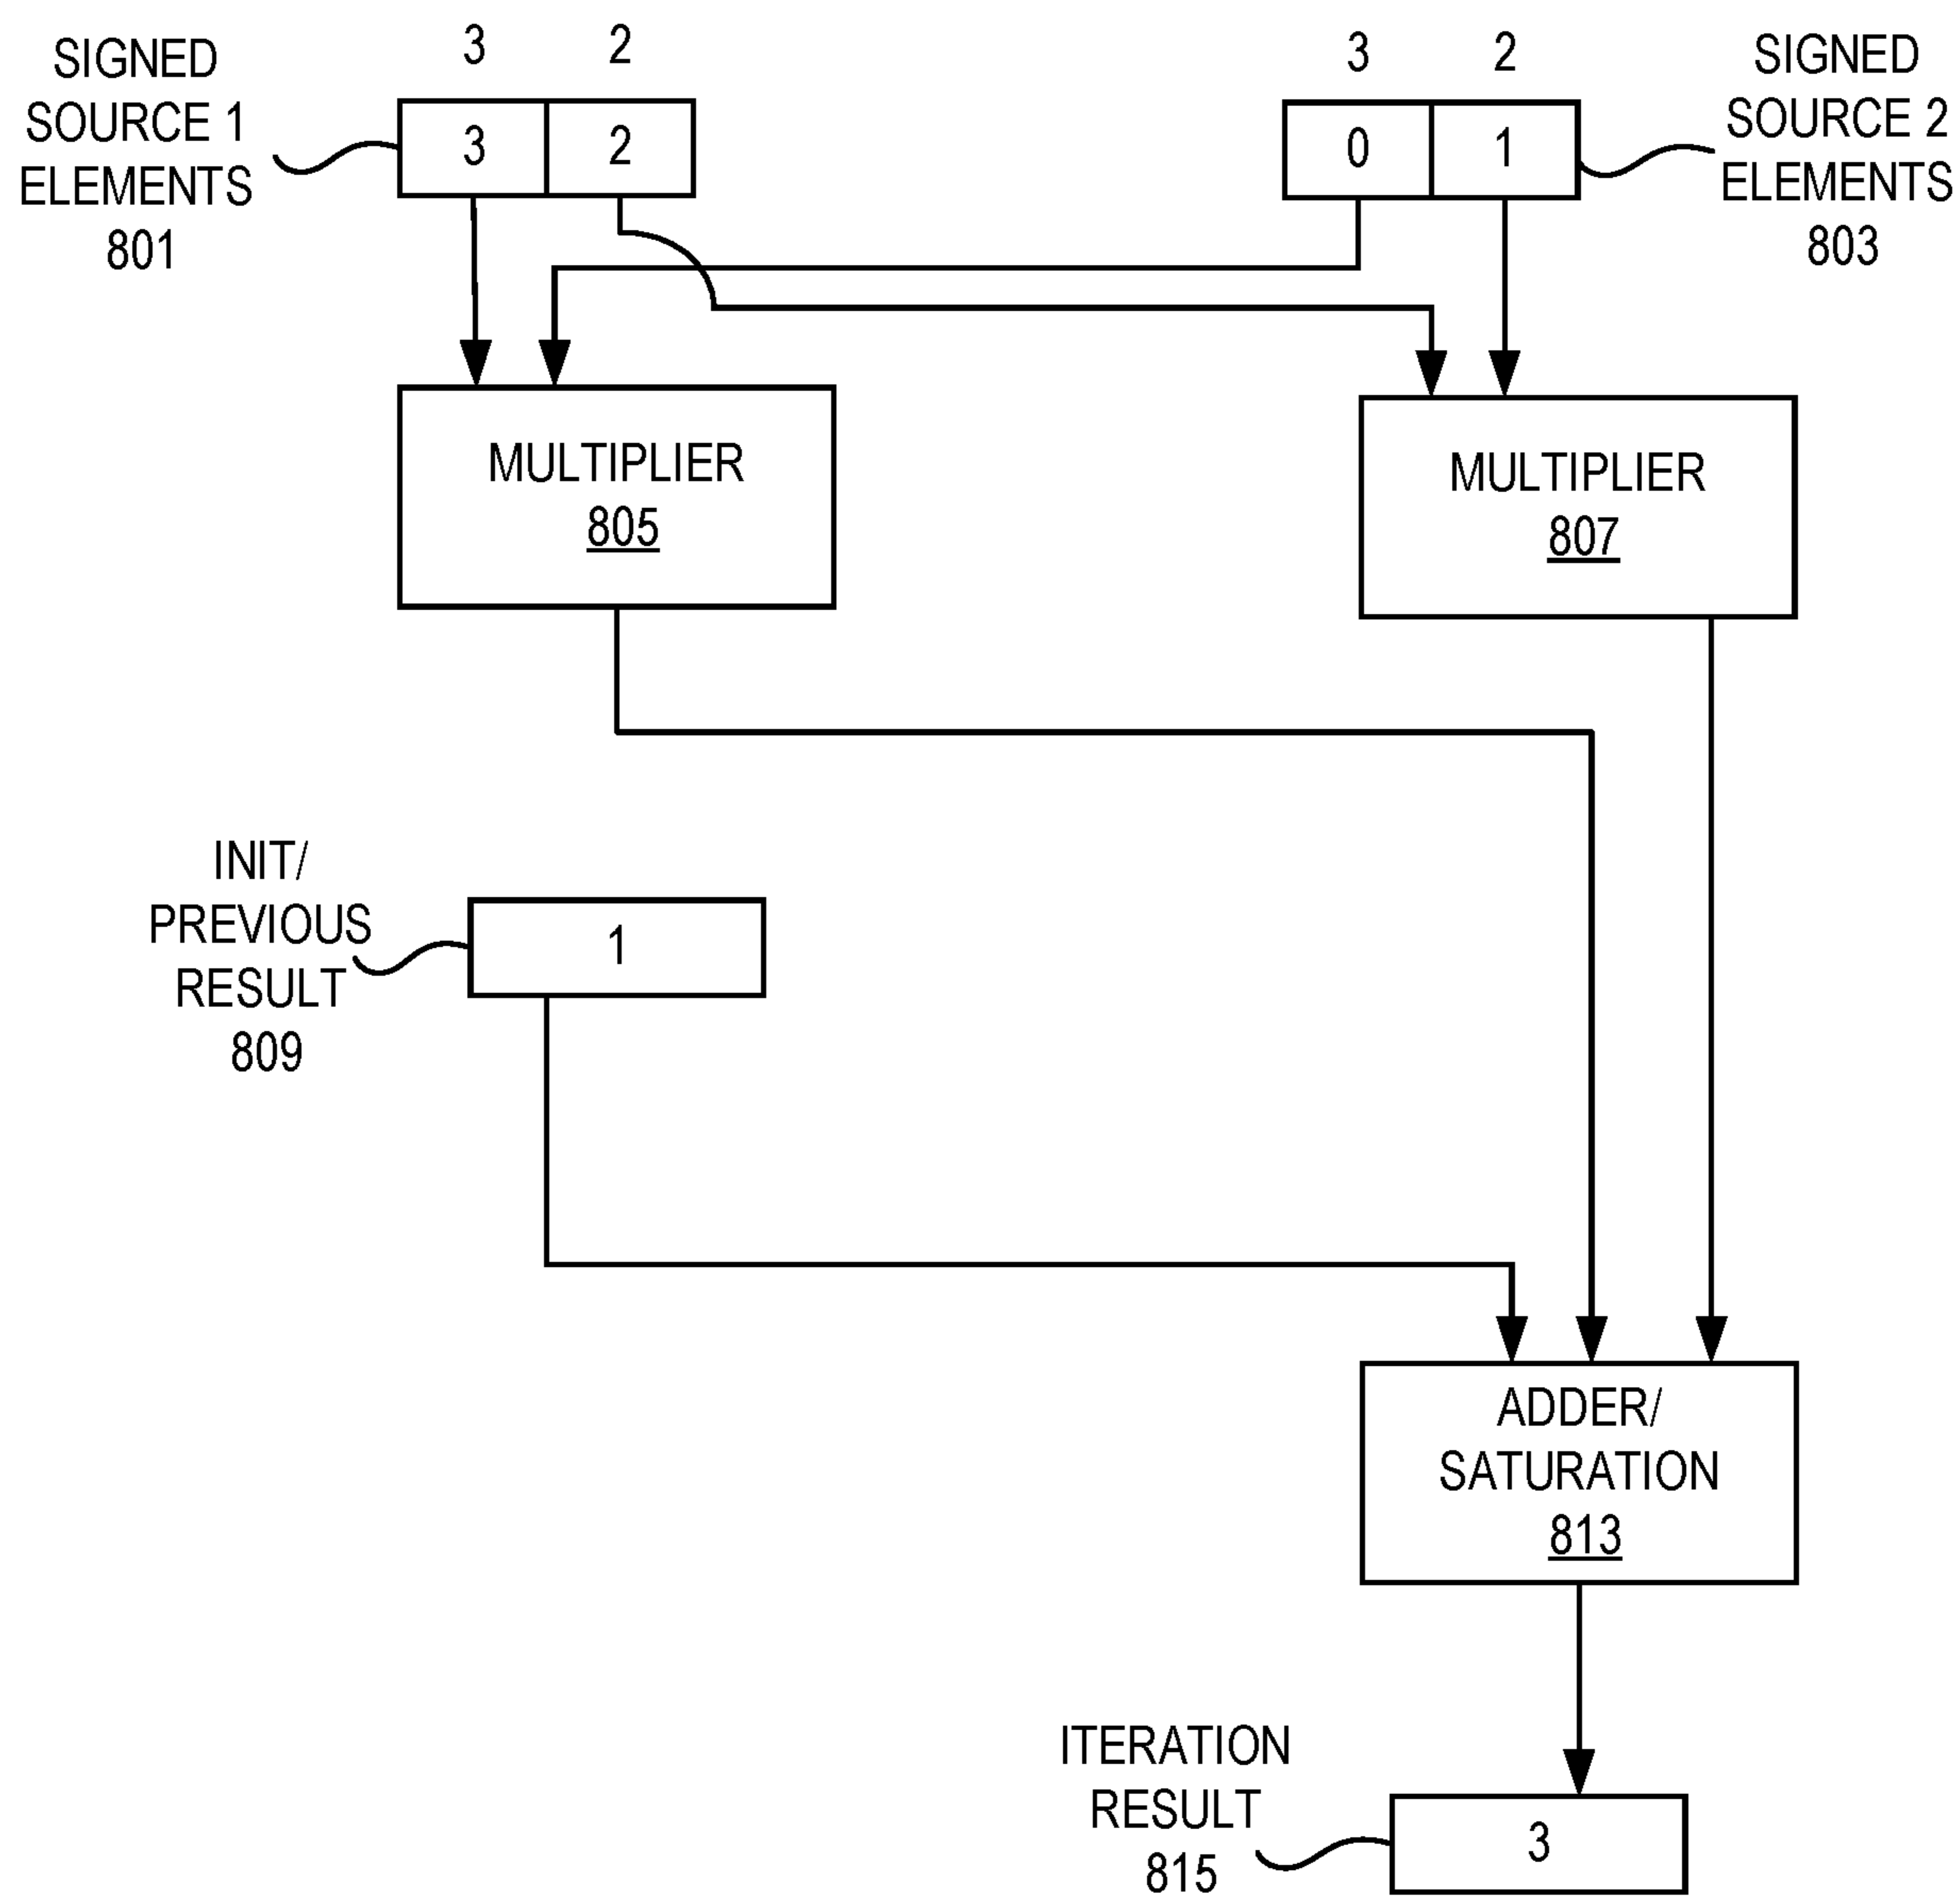 SIGNED
SOURCE 1
ELEMENTS
801
3 2
3 2
3 2
0 1
SIGNED
SOURCE 2
ELEMENTS
803
MULTIPLIER
805
MULTIPLIER
807
INIT/
PREVIOUS
RESULT
809
1
ADDER/
SATURATION
813
ITERATION
RESULT
815
3